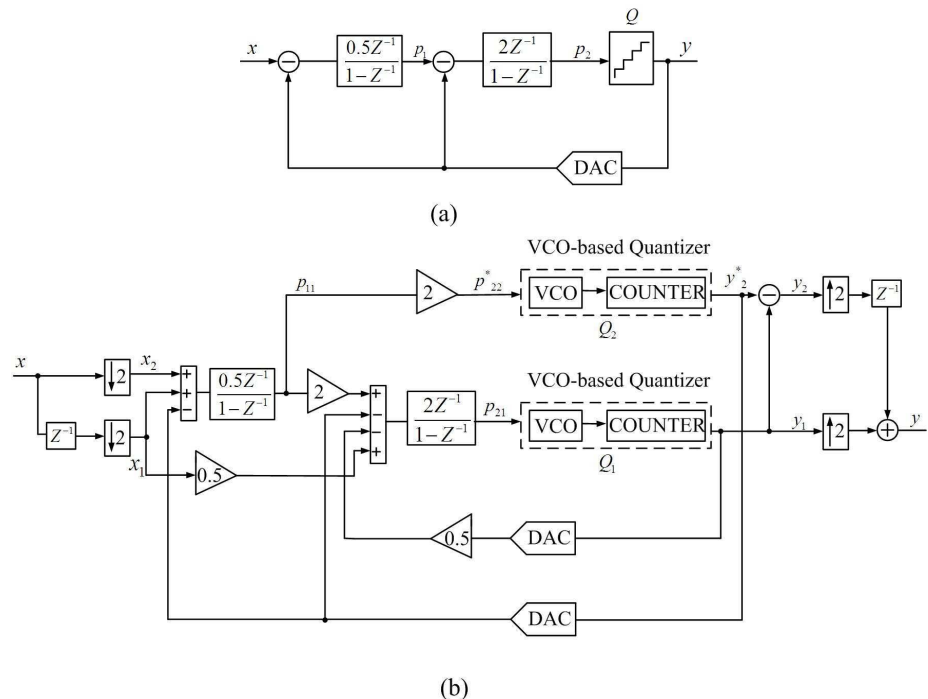 Q
x
0.5Z⁻¹
1−Z⁻¹
p₁
2Z⁻¹
1−Z⁻¹
p₂
y
DAC
(a)
VCO-based Quantizer
p₁₁
2
p*₂₂
VCO
COUNTER
y*₂
y₂
2
Z⁻¹
Q₂
x
2
x₂
+
+
−
0.5Z⁻¹
1−Z⁻¹
2
+
−
−
+
2Z⁻¹
1−Z⁻¹
p₂₁
VCO-based Quantizer
VCO
COUNTER
y₁
2
y
Q₁
Z⁻¹
2
x₁
0.5
0.5
DAC
DAC
(b)